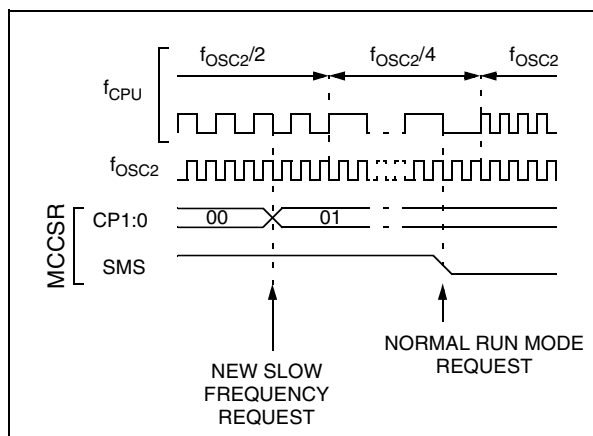 fOSC2/2
fOSC2/4
fOSC2
fCPU
fOSC2
MCCSR
CP1:0
00
01
SMS
NEW SLOW
FREQUENCY
REQUEST
NORMAL RUN MODE
REQUEST